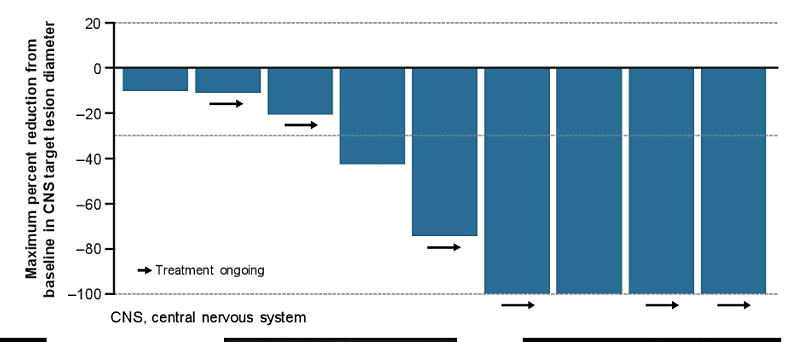 Maximum percent reduction from
baseline in CNS target lesion diameter
20
0
–20
–40
–60
–80
–100
Treatment ongoing
CNS, central nervous system